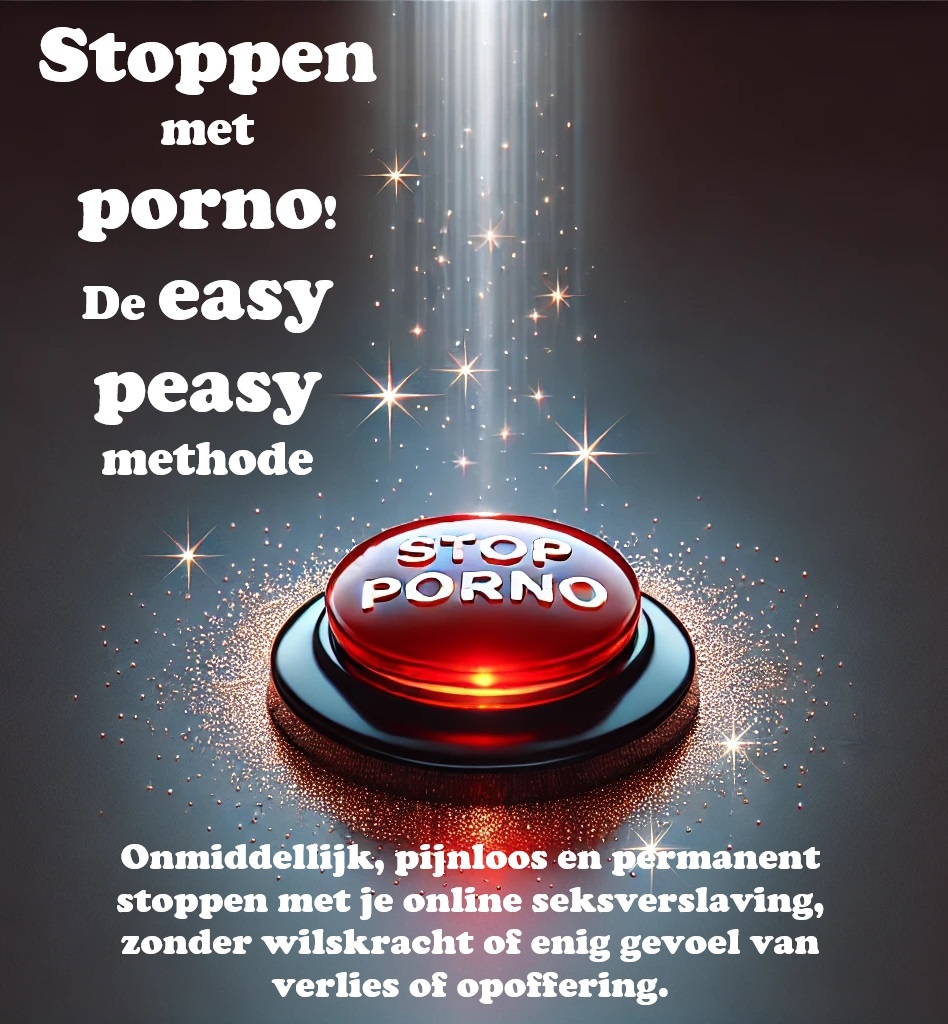 Stoppen
met
porno!
De easy
peasy
methode
STOP
PORNO
Onmiddellijk, pijnloos en permanent
stoppen met je online seksverslaving,
zonder wilskracht of enig gevoel van
verlies of opoffering.